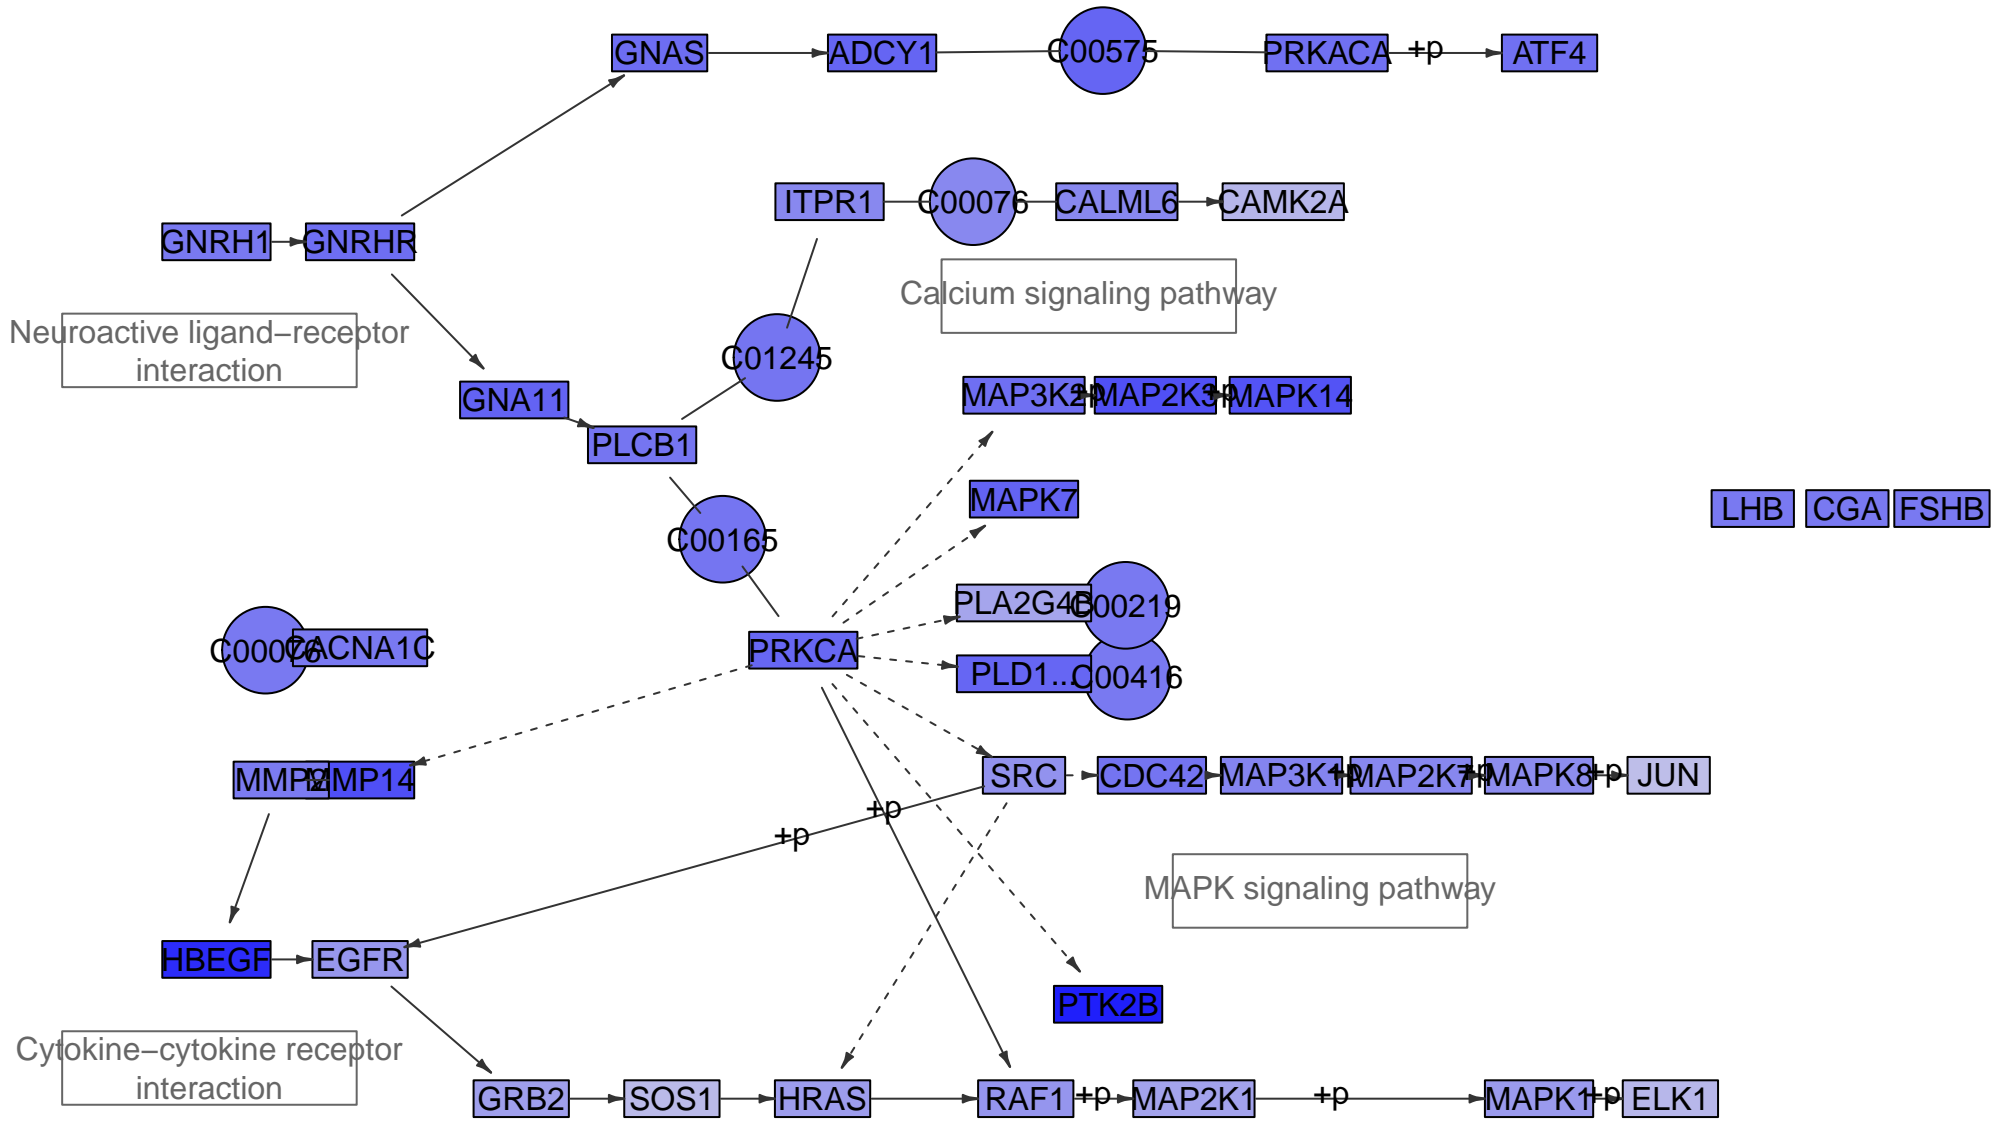 GNAS
ADCY1
C00575
PRKACA
+p
ATF4
ITPR1
C00076
CALML6
CAMK2A
GNRH1
GNRHR
Calcium signaling pathway
Neuroactive ligand−receptor
interaction
C01245
GNA11
MAP3K2
+p
MAP2K3
+p
MAPK14
PLCB1
MAPK7
LHB
CGA
FSHB
C00165
PLA2G4B
C00219
C00076
CACNA1C
PRKCA
PLD1...
C00416
MMP2
MMP14
SRC
CDC42
MAP3K1
+p
MAP2K7
+p
MAPK8
+p
JUN
+p
+p
MAPK signaling pathway
HBEGF
EGFR
PTK2B
Cytokine−cytokine receptor
interaction
GRB2
SOS1
HRAS
RAF1
+p
MAP2K1
+p
MAPK1
+p
ELK1